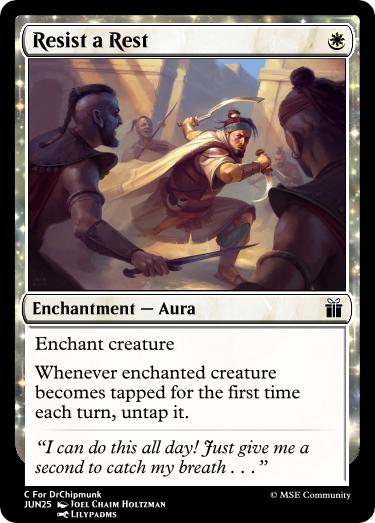 Resist a Rest
Enchantment — Aura
Enchant creature
Whenever enchanted creature
becomes tapped for the first time
each turn, untap it.
“I can do this all day! Just give me a
second to catch my breath . . .”
C For DrChipmunk
JUN25 Joel Chaim Holtzman
Lilypadms
© MSE Community